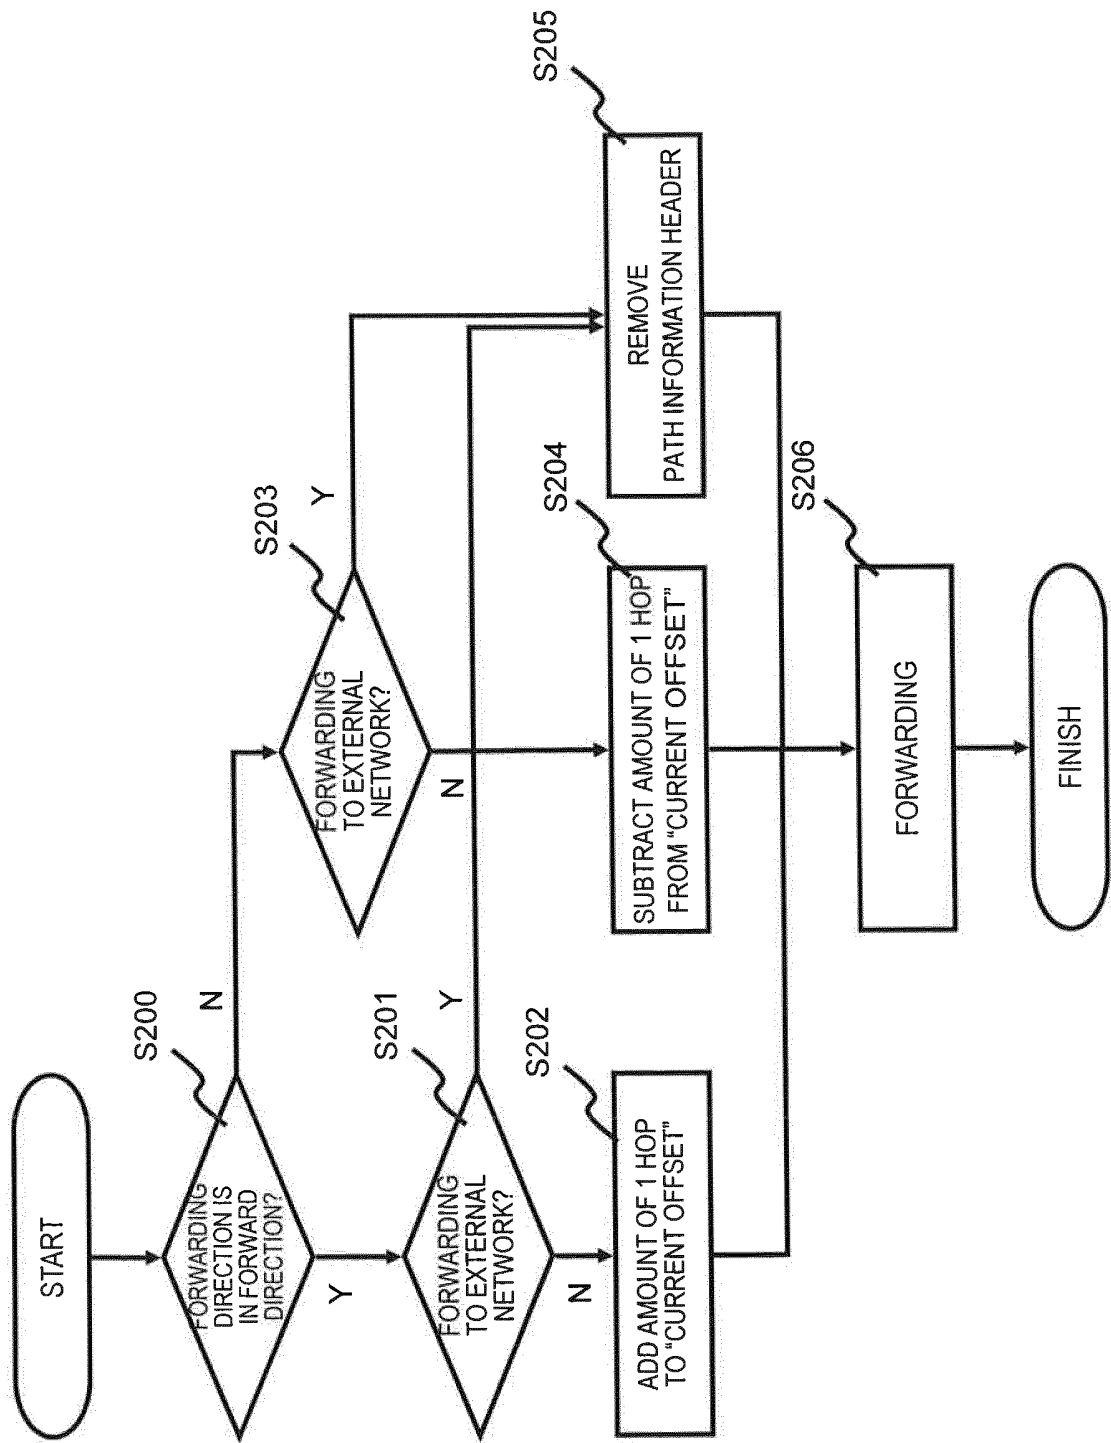 START
S200
FORWARDING
DIRECTION IS
IN FORWARD
DIRECTION?
N
Y
S201
FORWARDING
TO EXTERNAL
NETWORK?
Y
N
S202
ADD AMOUNT OF 1 HOP
TO "CURRENT OFFSET"
S203
FORWARDING
TO EXTERNAL
NETWORK?
Y
N
S204
SUBTRACT AMOUNT OF 1 HOP
FROM "CURRENT OFFSET"
S205
REMOVE
PATH INFORMATION HEADER
S206
FORWARDING
FINISH